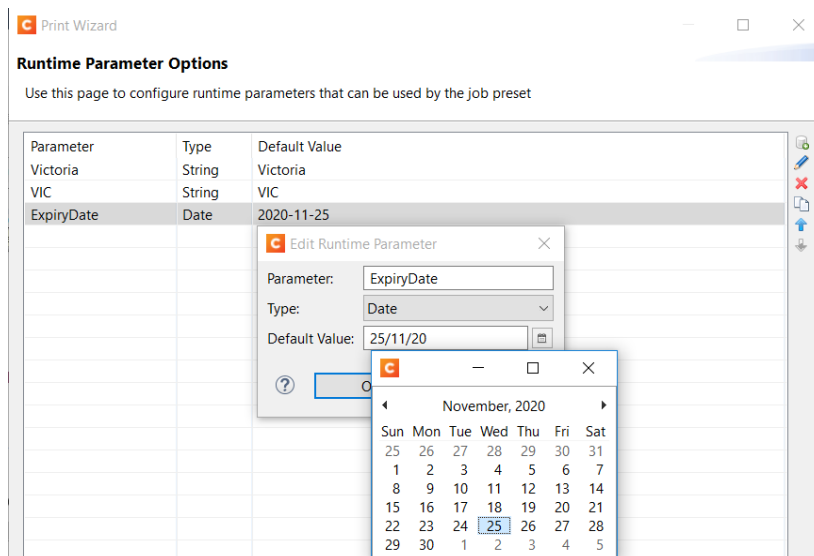 C Print Wizard
Runtime Parameter Options
Use this page to configure runtime parameters that can be used by the job preset
Parameter Type Default Value
Victoria String Victoria
VIC String VIC
ExpiryDate Date 2020-11-25
C Edit Runtime Parameter
Parameter: ExpiryDate
Type: Date
Default Value: 25/11/20
? O
C
November, 2020
Sun Mon Tue Wed Thu Fri Sat
25 26 27 28 29 30 31
1 2 3 4 5 6 7
8 9 10 11 12 13 14
15 16 17 18 19 20 21
22 23 24 25 26 27 28
29 30 1 2 3 4 5